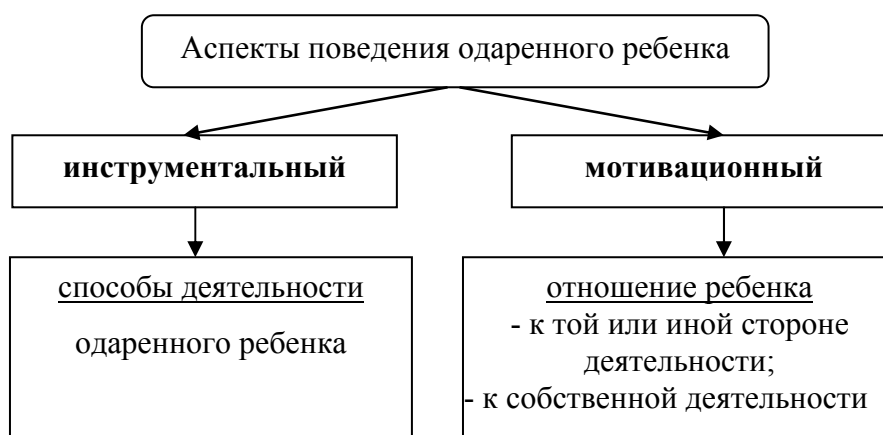 Аспекты поведения одаренного ребенка
инструментальный
мотивационный
способы деятельности
одаренного ребенка
отношение ребенка
- к той или иной стороне
деятельности;
- к собственной деятельности